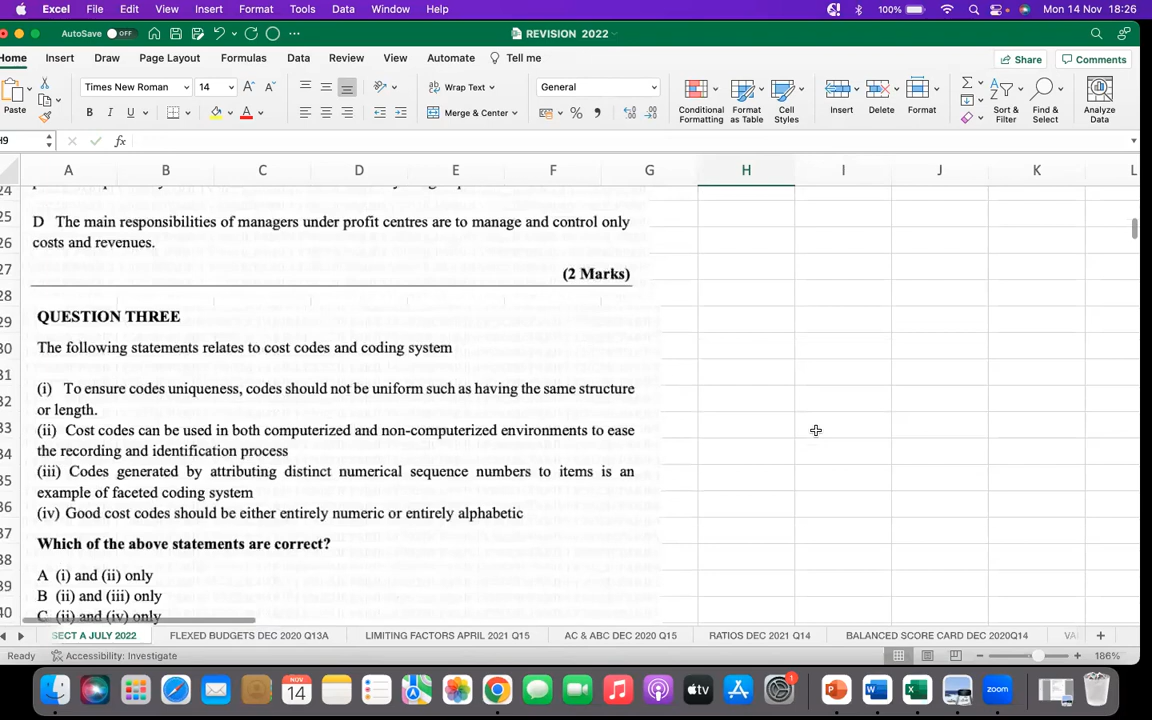 Excel File Edit View Insert Format Tools Data Window Help 100% Mon 14 Nov 18:26
AutoSave OFF REVISION 2022
Home Insert Draw Page Layout Formulas Data Review View Automate Tell me Share Comments
Paste Times New Roman 14 Wrap Text General Conditional Formatting Format as Table Cell Styles Insert Delete Format Sort & Filter Find & Select Analyze Data
B I U Merge & Center
H9 fx
A B C D E F G H I J K L
24
25 D The main responsibilities of managers under profit centres are to manage and control only
26 costs and revenues.
27 (2 Marks)
28
29 QUESTION THREE
30 The following statements relates to cost codes and coding system
31 (i) To ensure codes uniqueness, codes should not be uniform such as having the same structure
32 or length.
33 (ii) Cost codes can be used in both computerized and non-computerized environments to ease
34 the recording and identification process
35 (iii) Codes generated by attributing distinct numerical sequence numbers to items is an
example of faceted coding system
36 (iv) Good cost codes should be either entirely numeric or entirely alphabetic
37 Which of the above statements are correct?
38 A (i) and (ii) only
39 B (ii) and (iii) only
40 C (ii) and (iv) only
SECT A JULY 2022 FLEXED BUDGETS DEC 2020 Q13A LIMITING FACTORS APRIL 2021 Q15 AC & ABC DEC 2020 Q15 RATIOS DEC 2021 Q14 BALANCED SCORE CARD DEC 2020Q14 VA
Ready Accessibility: Investigate 186%
NOV 14 tv 1 zoom